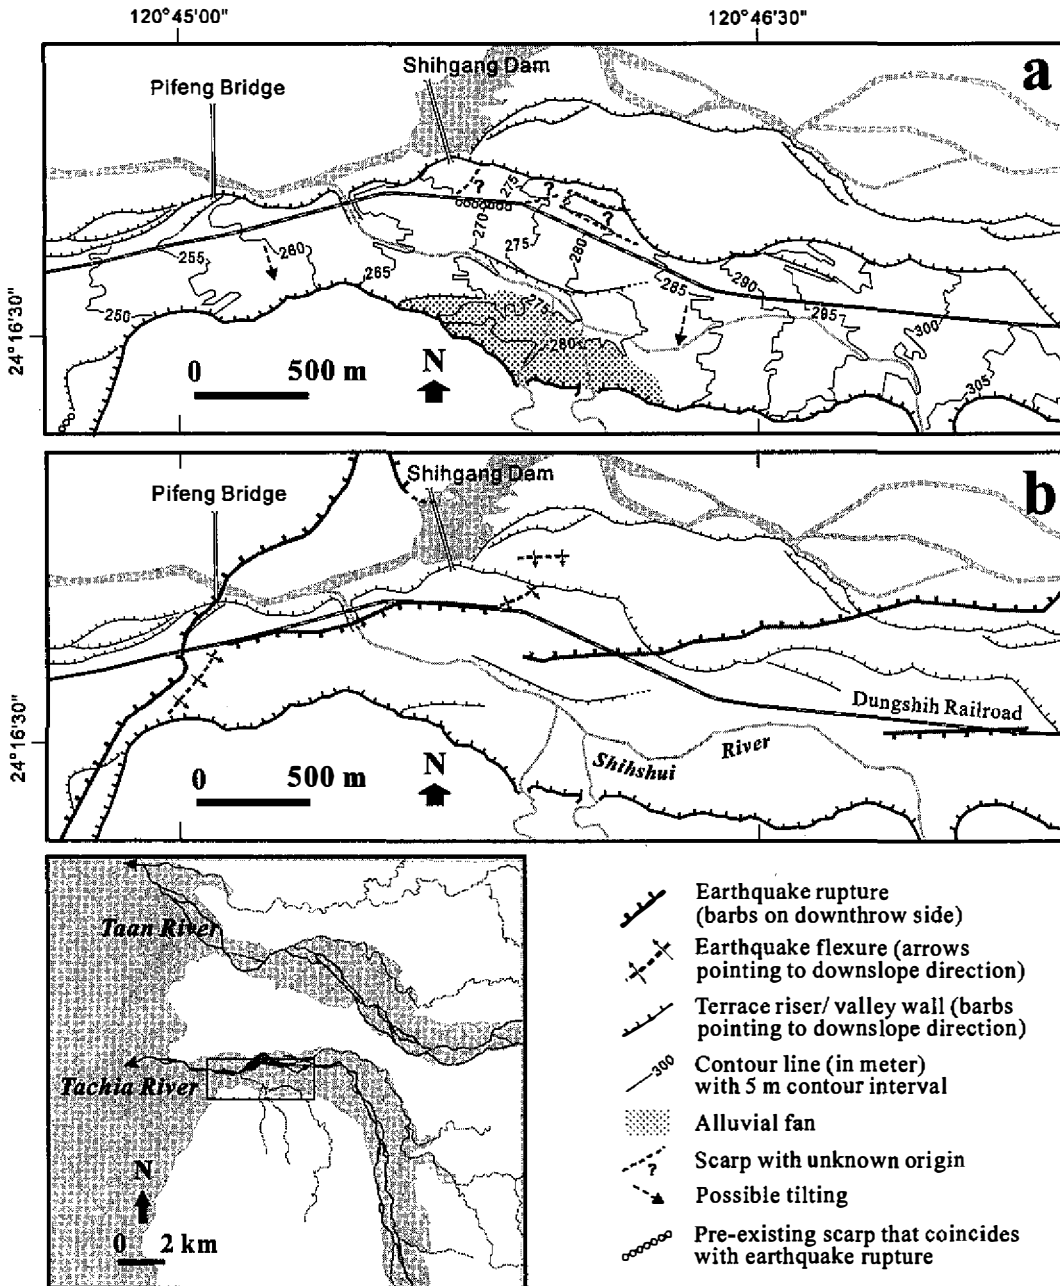 120°45'00"
120°46'30"
a
Shihgang Dam
Pifeng Bridge
?
275
?
?
270
275
280
260
255
265
285
290
250
275
295
300
280
305
24°16'30"
0 500 m
N
b
Shihgang Dam
Pifeng Bridge
Dungshih Railroad
Shihshui River
24°16'30"
0 500 m
N
Taan River
Tachia River
N
0 2 km
Earthquake rupture
(barbs on downthrow side)
Earthquake flexure (arrows
pointing to downslope direction)
Terrace riser/ valley wall (barbs
pointing to downslope direction)
300
Contour line (in meter)
with 5 m contour interval
Alluvial fan
?
Scarp with unknown origin
Possible tilting
Pre-existing scarp that coincides
with earthquake rupture